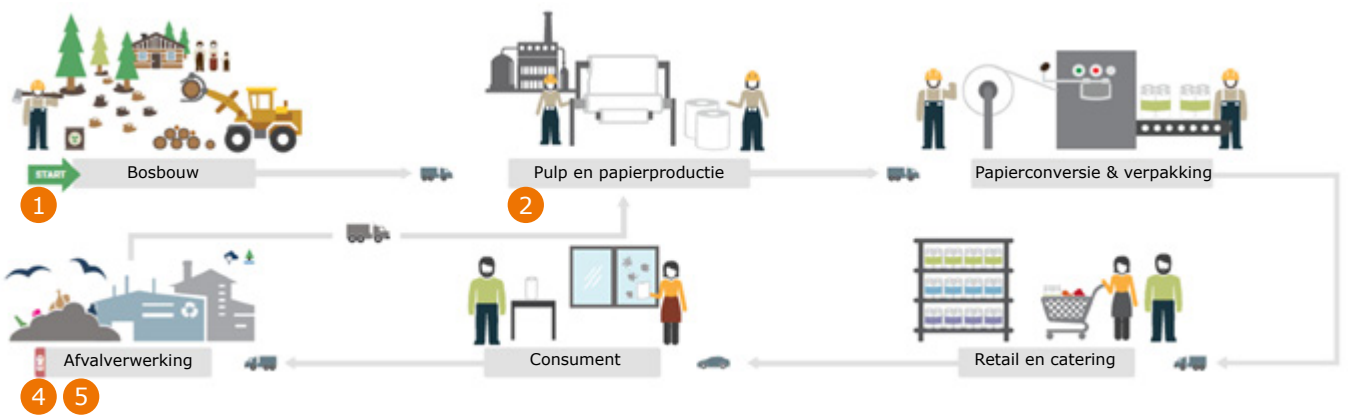 START
Bosbouw
Pulp en papierproductie
Papierconversie & verpakking
1
2
Afvalverwerking
Consument
Retail en catering
4
5